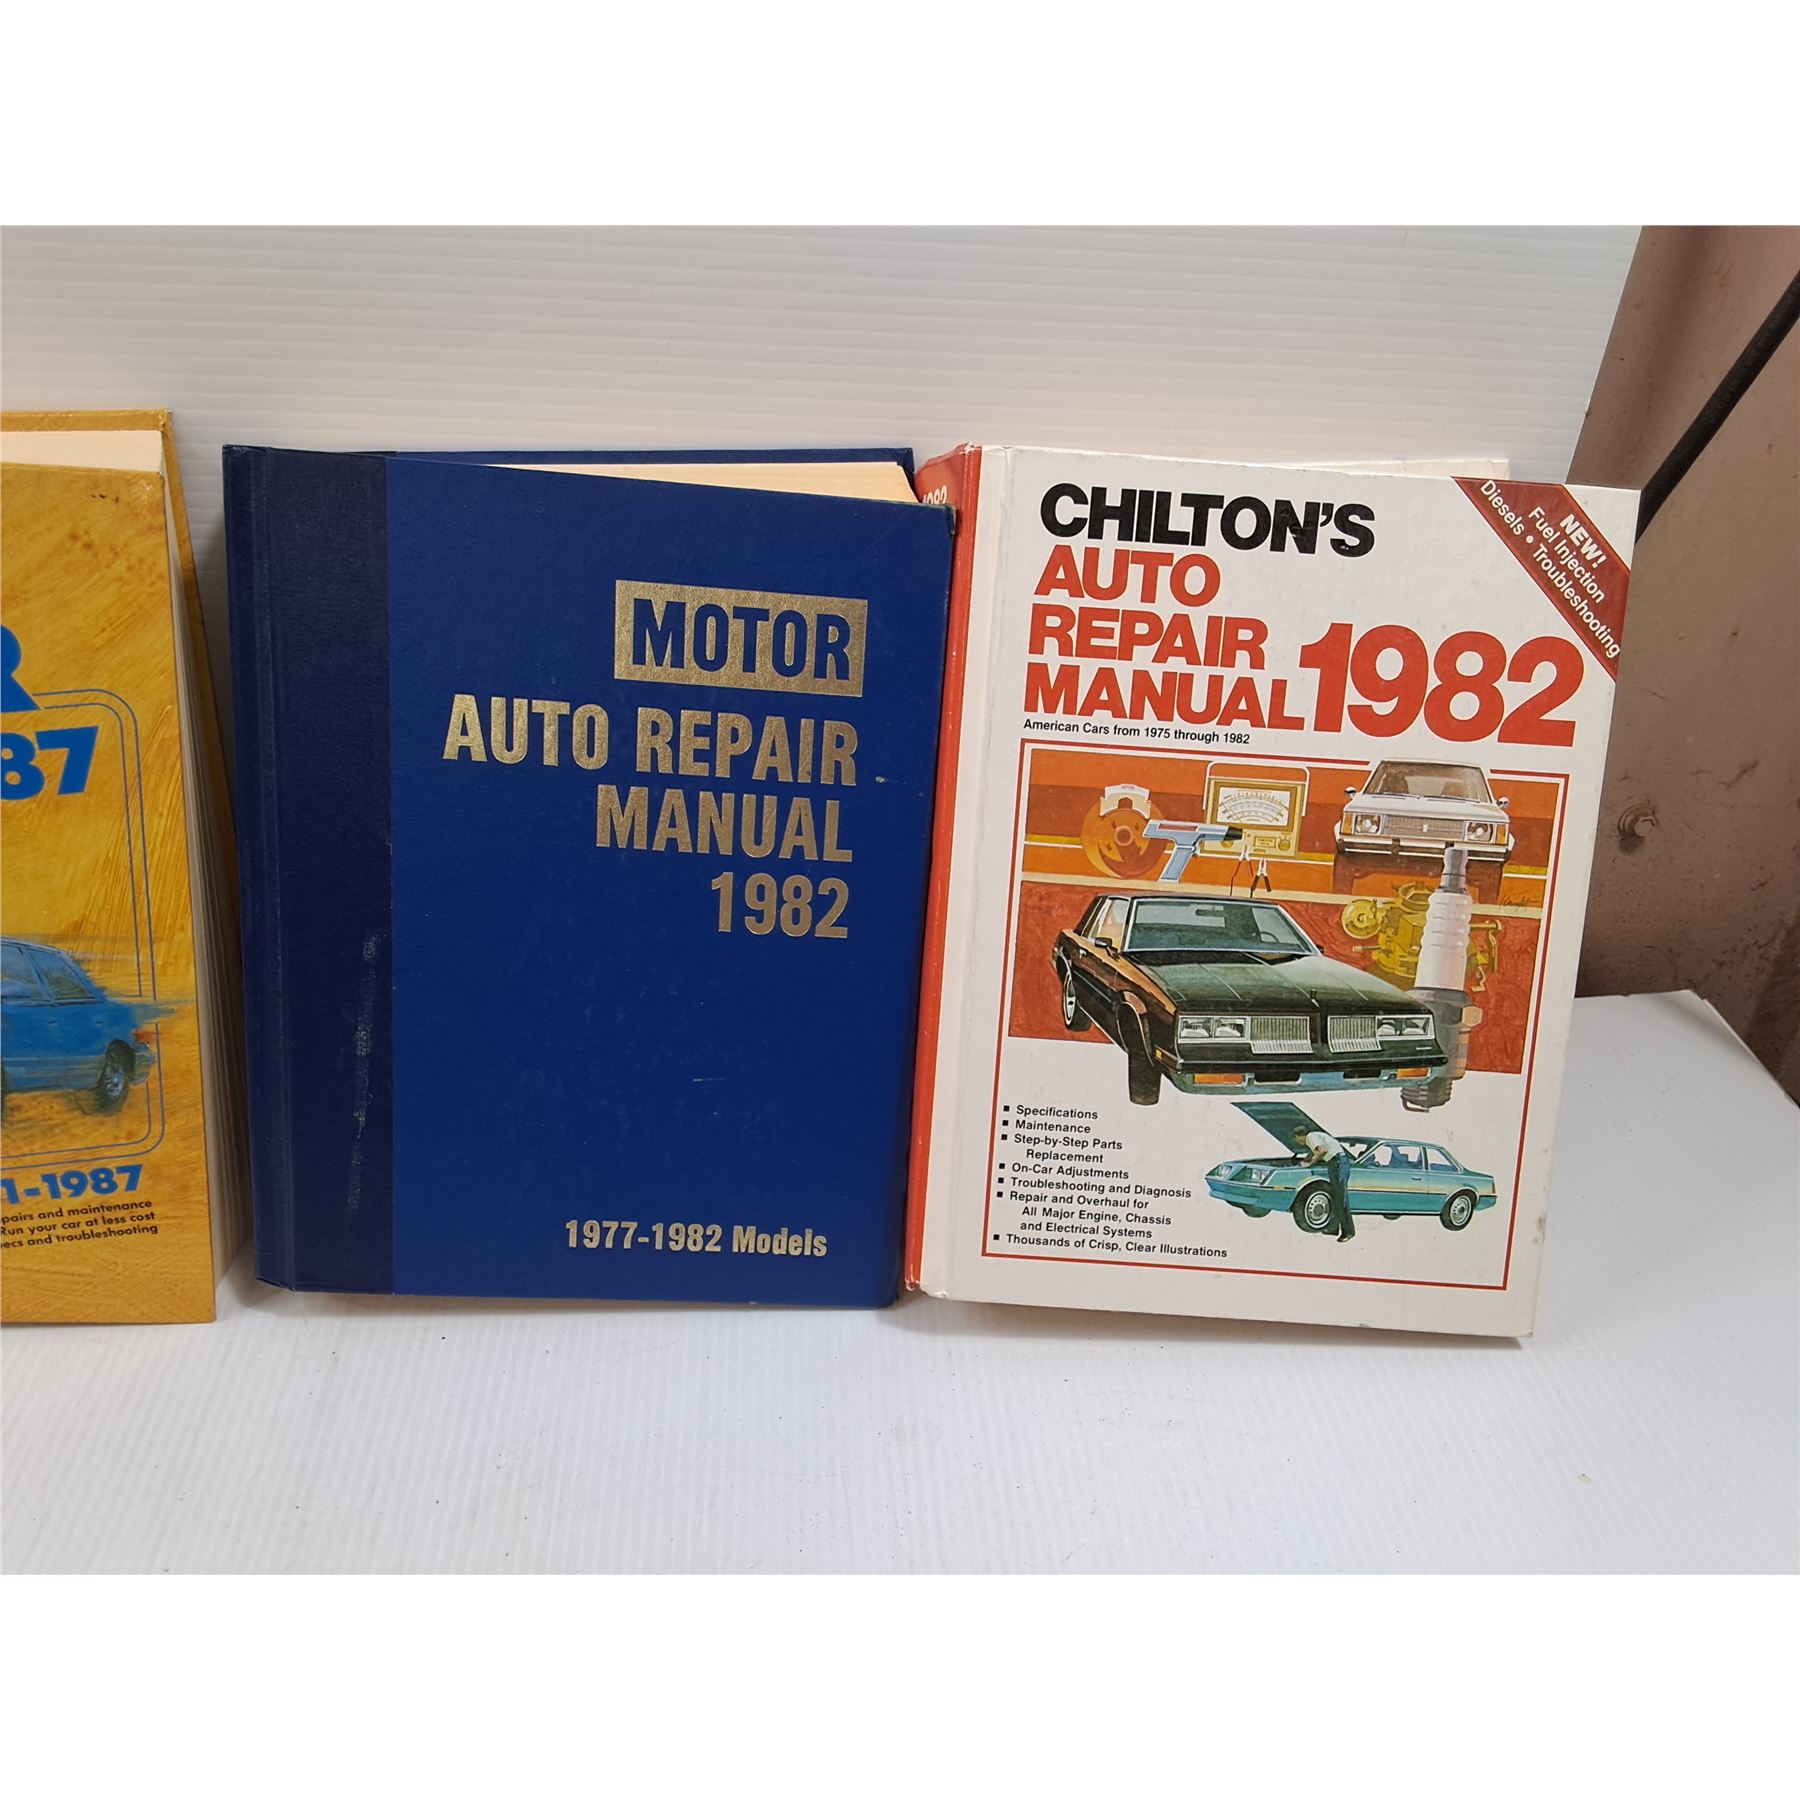 R
87
1-1987
pairs and maintenance
Run your car at less cost
ecs and troubleshooting
MOTOR
AUTO REPAIR
MANUAL
1982
1977-1982 Models
1982
CHILTON'S
AUTO
REPAIR
MANUAL 1982
American Cars from 1975 through 1982
NEW!
Fuel Injection
Diesels • Troubleshooting
▪ Specifications
▪ Maintenance
▪ Step-by-Step Parts
Replacement
▪ On-Car Adjustments
▪ Troubleshooting and Diagnosis
▪ Repair and Overhaul for
All Major Engine, Chassis
and Electrical Systems
▪ Thousands of Crisp, Clear Illustrations